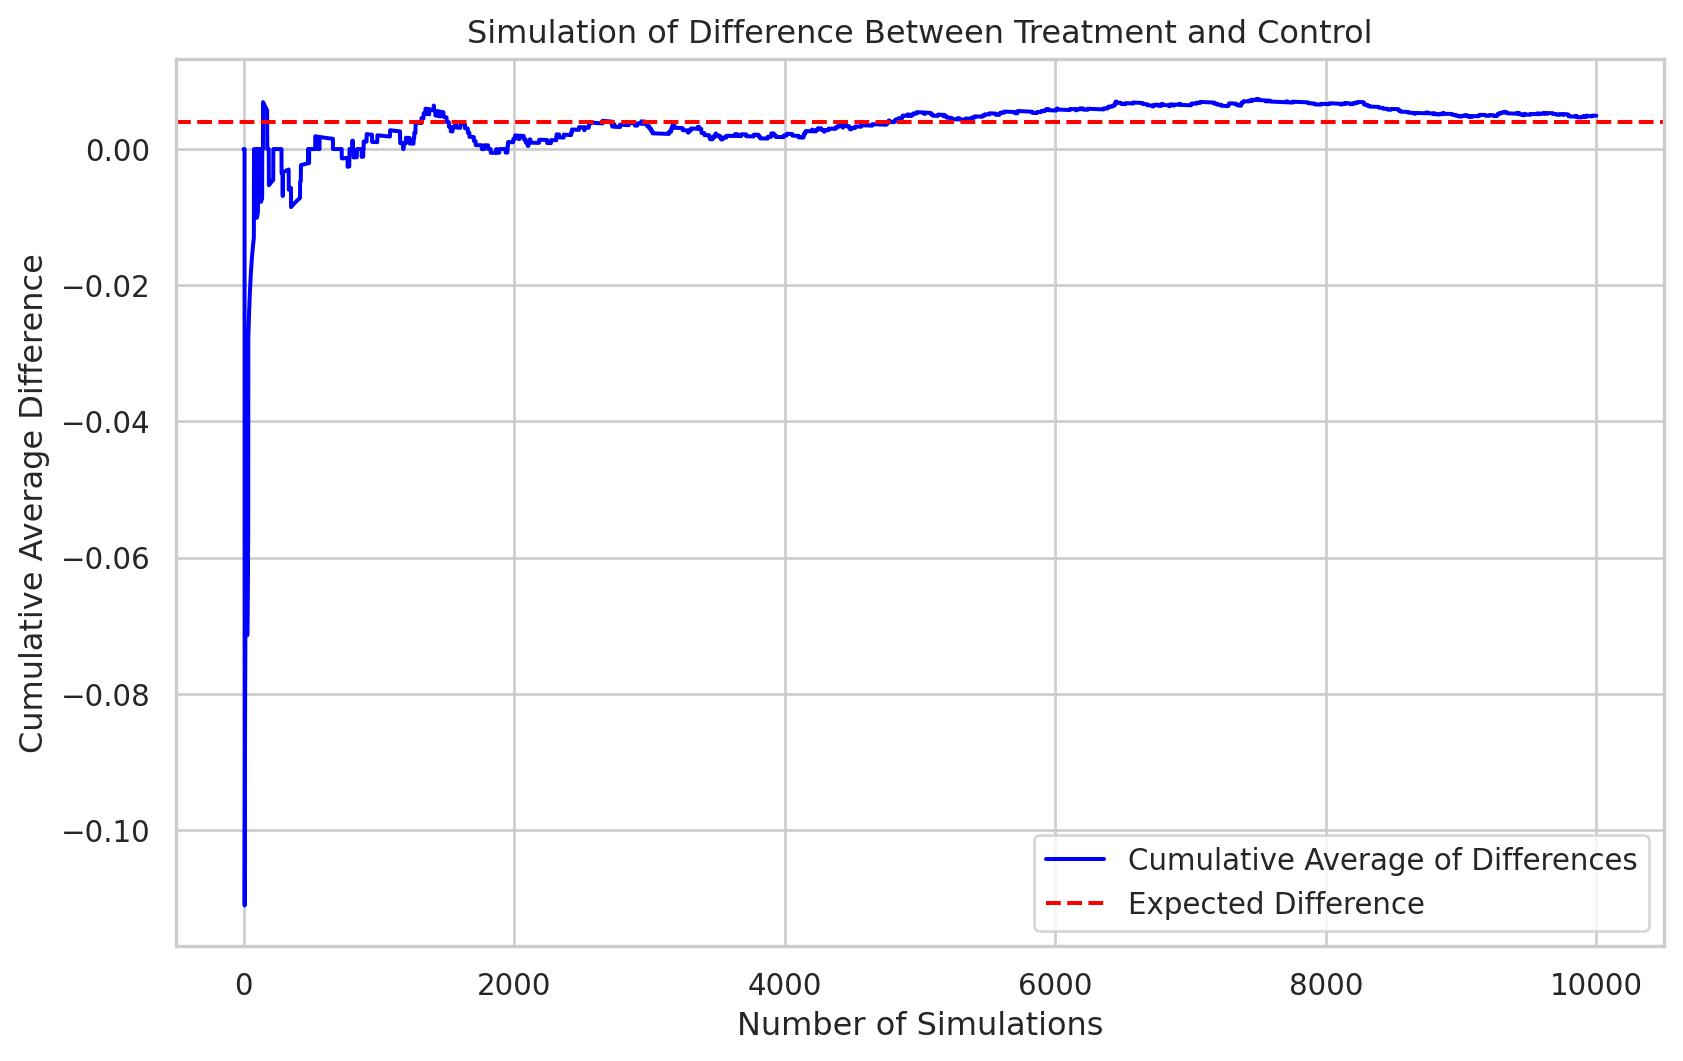 Simulation of Difference Between Treatment and Control
Cumulative Average Difference
0.00
−0.02
−0.04
−0.06
−0.08
−0.10
Cumulative Average of Differences
Expected Difference
0
2000
4000
6000
8000
10000
Number of Simulations